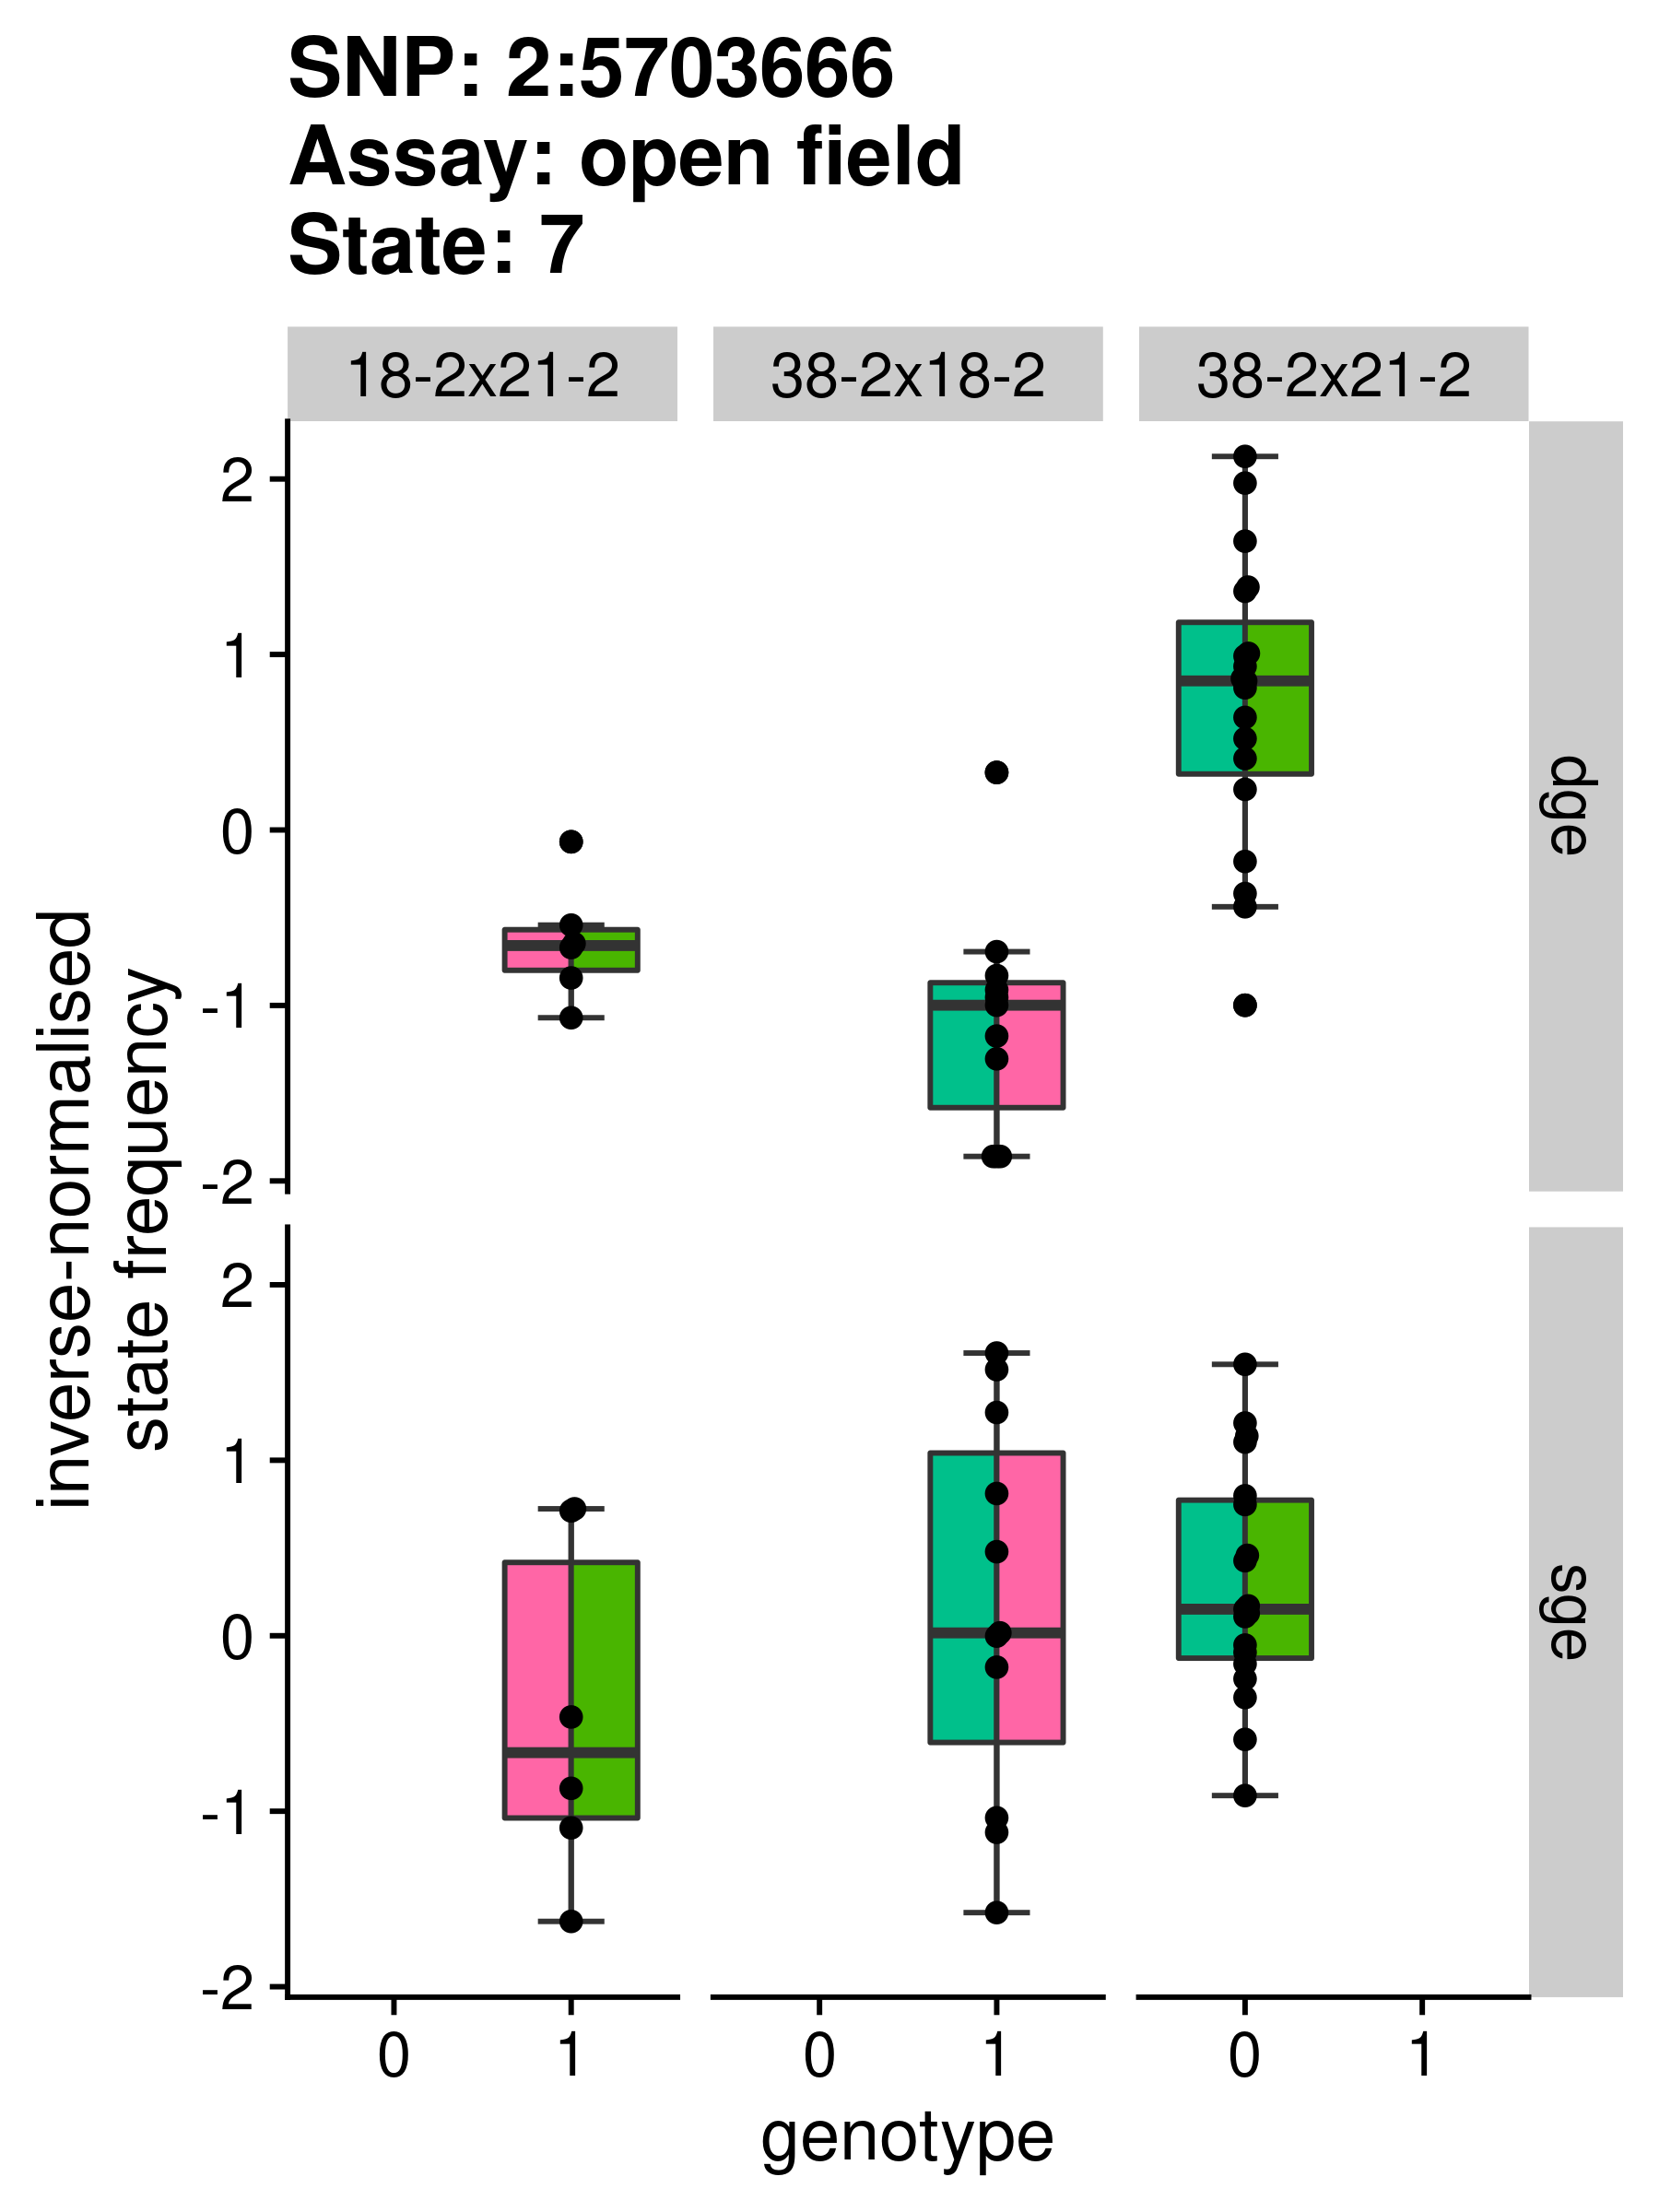 SNP: 2:5703666
Assay: open field
State: 7
18-2x21-2 38-2x18-2 38-2x21-2
2
1
0
-1
-2
dge
inverse-normalised
state frequency
2
1
0
-1
-2
sge
0 1 0 1 0 1
genotype